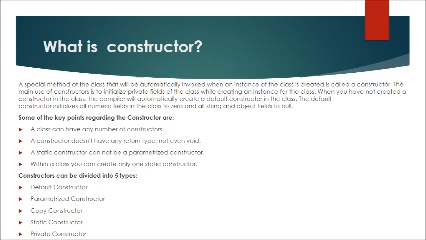 What is constructor?
A special method of the class that will be automatically invoked when an instance of the class is created is called a constructor. The
main use of constructors is to initialize private fields of the class while creating an instance for the class. When you have not created a
constructor in the class, the compiler will automatically create a default constructor in the class. The default
constructor initializes all numeric fields in the class to zero and all string and object fields to null.
Some of the key points regarding the Constructor are:
A class can have any number of constructors.
A constructor doesn't have any return type, not even void.
A static constructor can not be a parametrized constructor.
Within a class you can create only one static constructor.
Constructors can be divided into 5 types:
Default Constructor
Parametrized Constructor
Copy Constructor
Static Constructor
Private Constructor